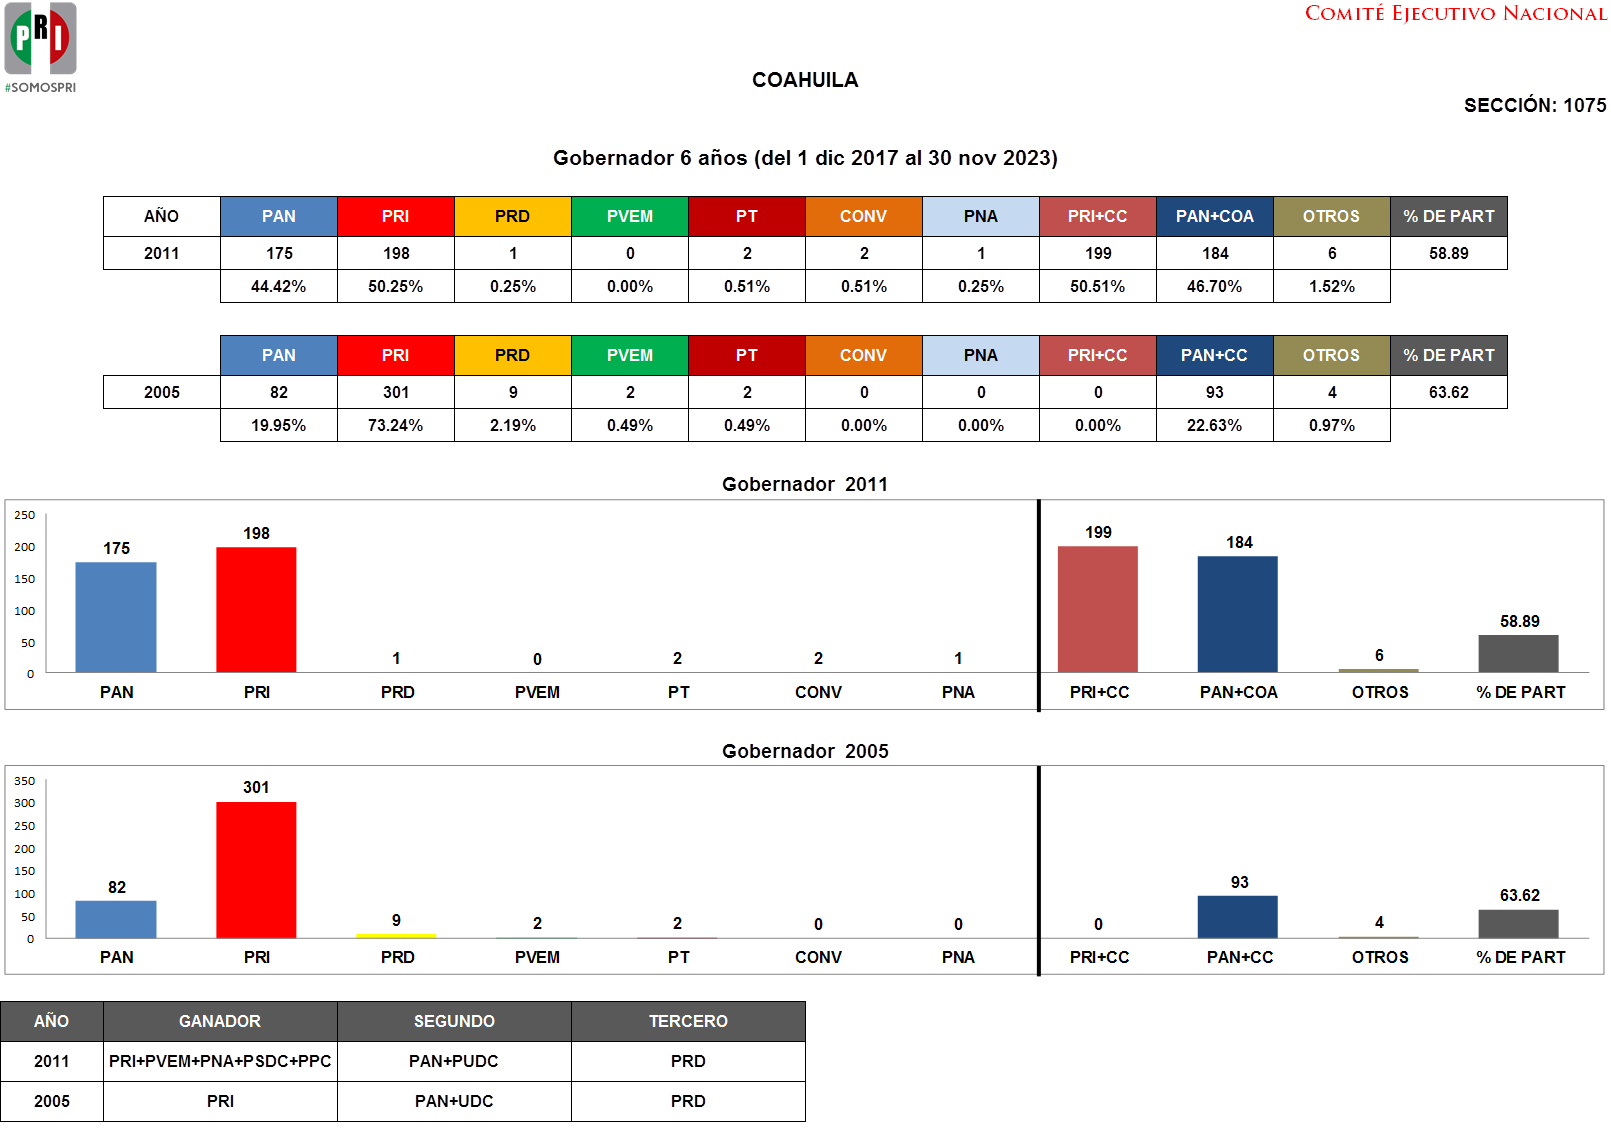 PRI
#SOMOSPRI
COMITÉ EJECUTIVO NACIONAL
COAHUILA
SECCIÓN: 1075
Gobernador 6 años (del 1 dic 2017 al 30 nov 2023)
AÑO PAN PRI PRD PVEM PT CONV PNA PRI+CC PAN+COA OTROS % DE PART
2011 175 198 1 0 2 2 1 199 184 6 58.89
44.42% 50.25% 0.25% 0.00% 0.51% 0.51% 0.25% 50.51% 46.70% 1.52%
PAN PRI PRD PVEM PT CONV PNA PRI+CC PAN+CC OTROS % DE PART
2005 82 301 9 2 2 0 0 0 93 4 63.62
19.95% 73.24% 2.19% 0.49% 0.49% 0.00% 0.00% 0.00% 22.63% 0.97%
Gobernador 2011
250
200
150
100
50
0
175 198 1 0 2 2 1 199 184 6 58.89
PAN PRI PRD PVEM PT CONV PNA PRI+CC PAN+COA OTROS % DE PART
Gobernador 2005
350
300
250
200
150
100
50
0
82 301 9 2 2 0 0 0 93 4 63.62
PAN PRI PRD PVEM PT CONV PNA PRI+CC PAN+CC OTROS % DE PART
AÑO GANADOR SEGUNDO TERCERO
2011 PRI+PVEM+PNA+PSDC+PPC PAN+PUDC PRD
2005 PRI PAN+UDC PRD